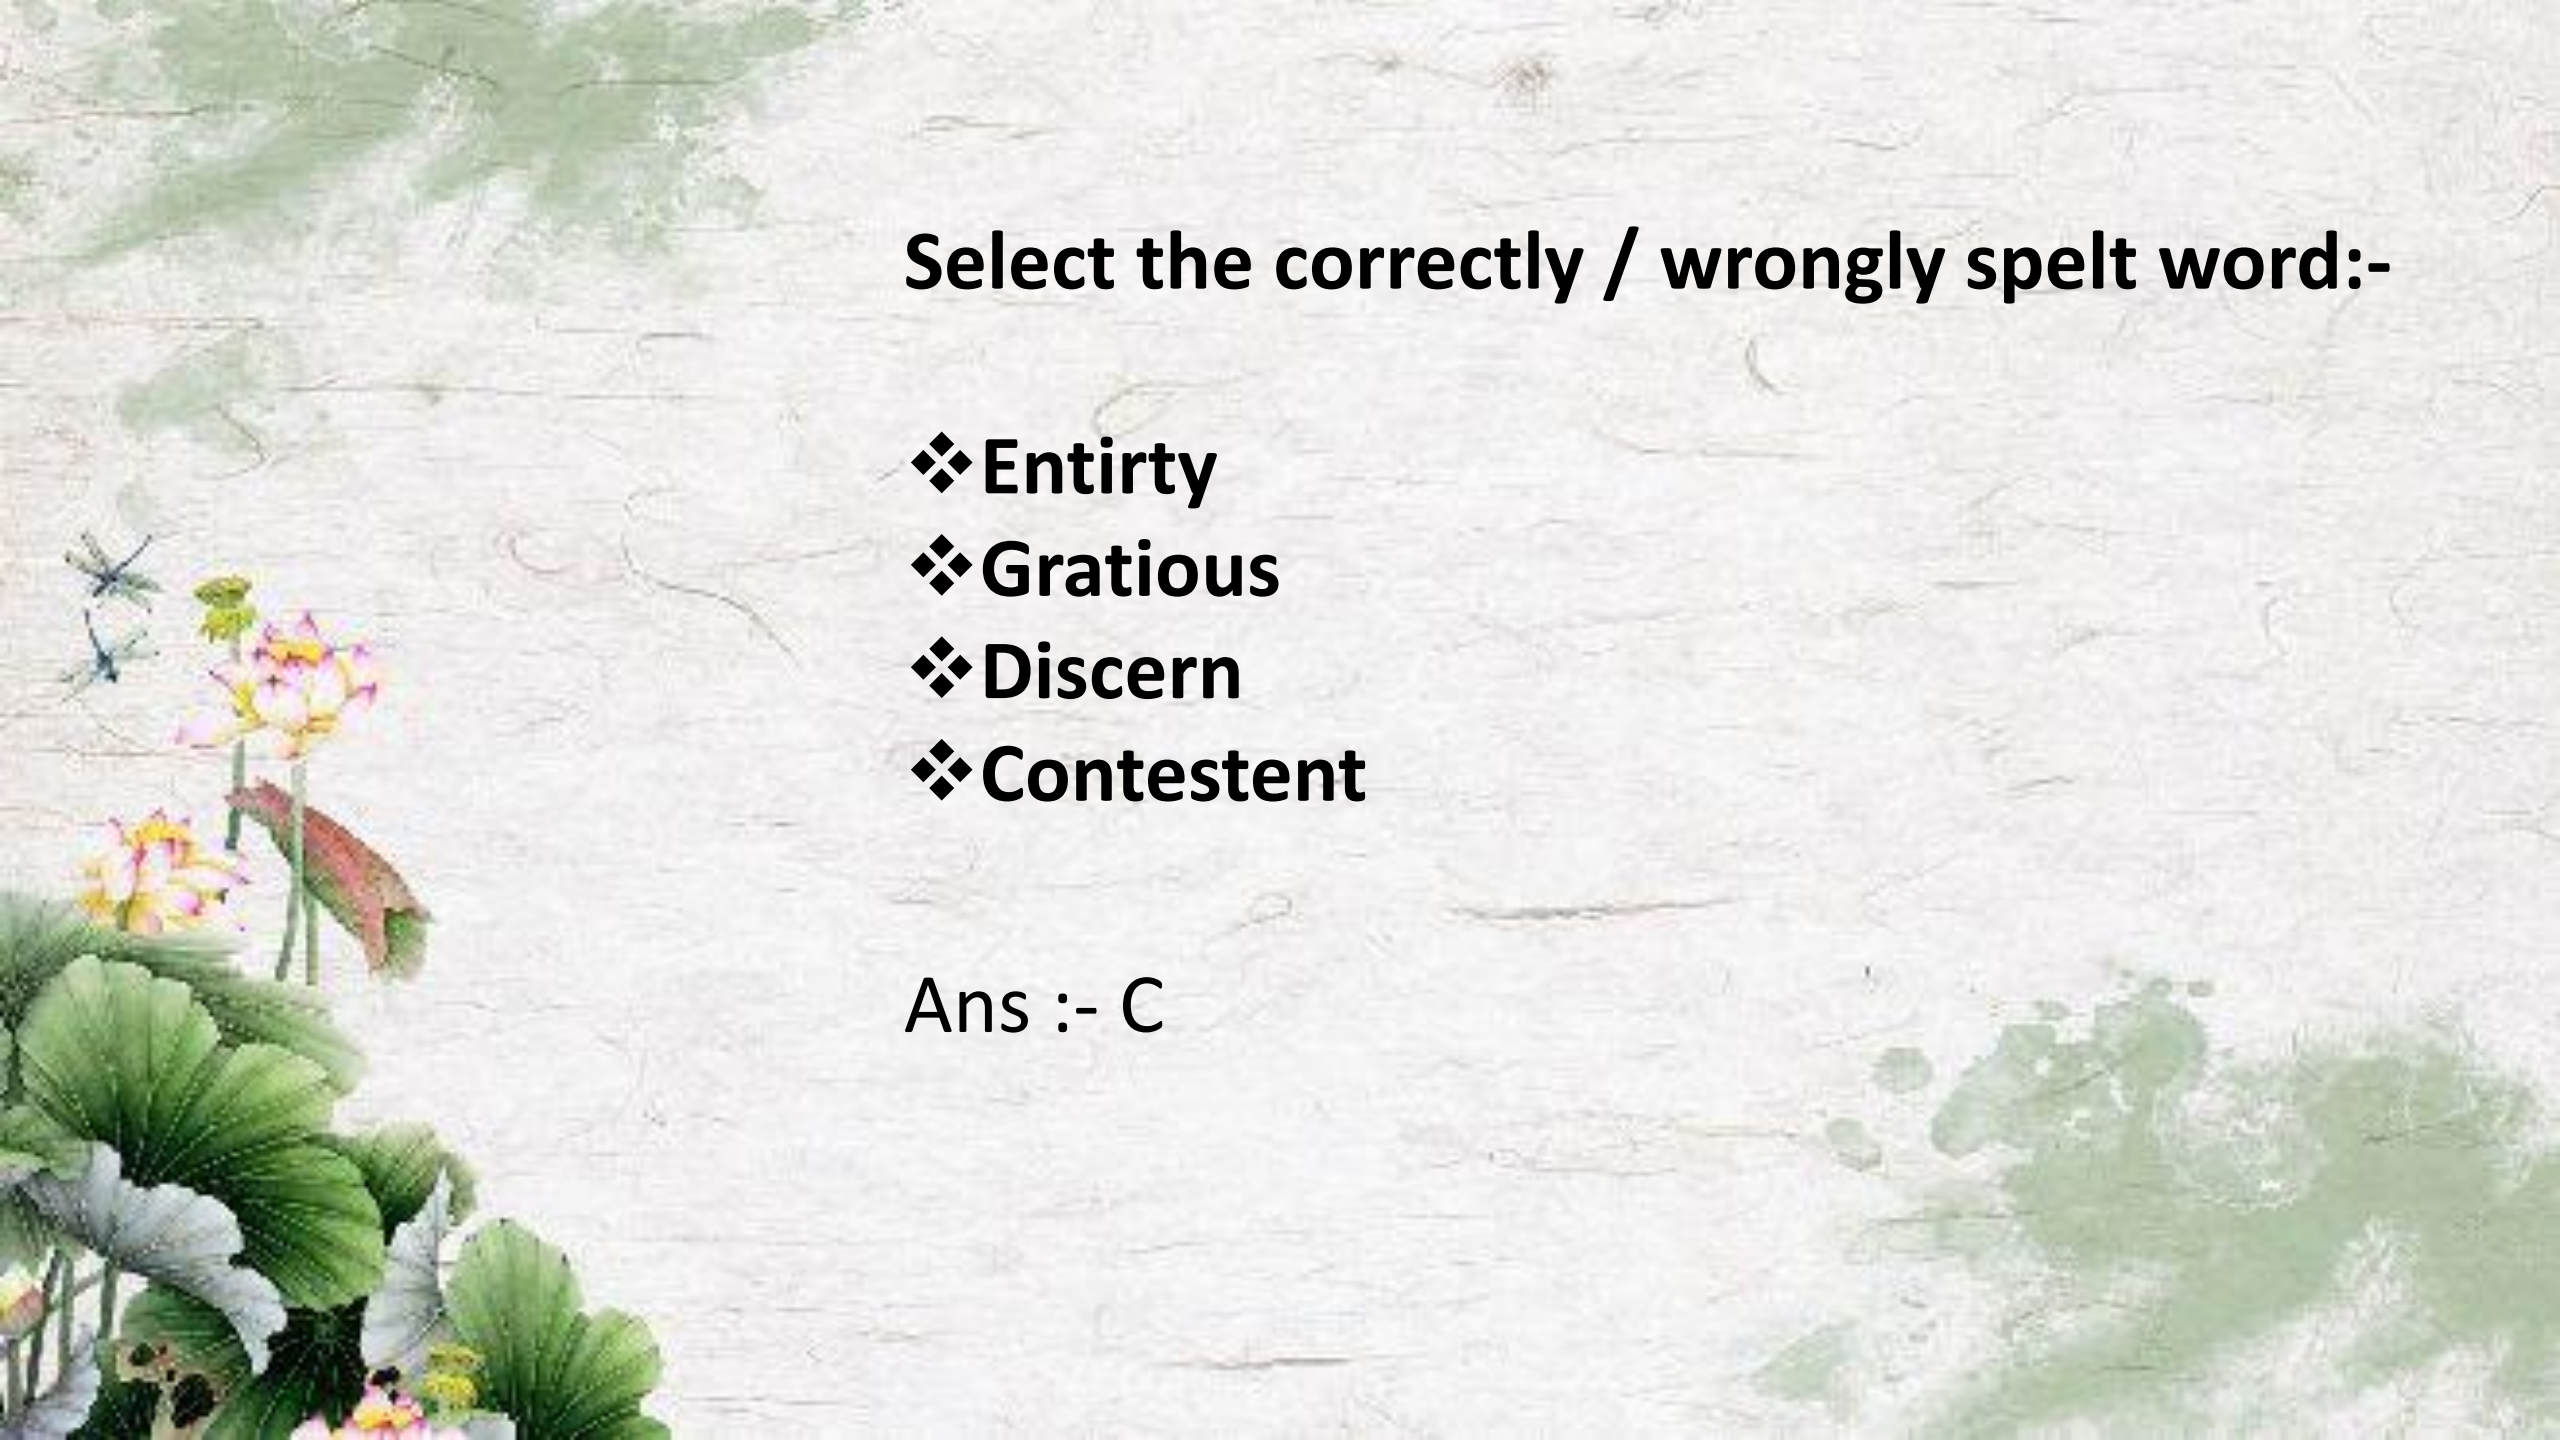 Select the correctly / wrongly spelt word:-
❖Entirty
❖Gratious
❖Discern
❖Contestent
Ans :- C